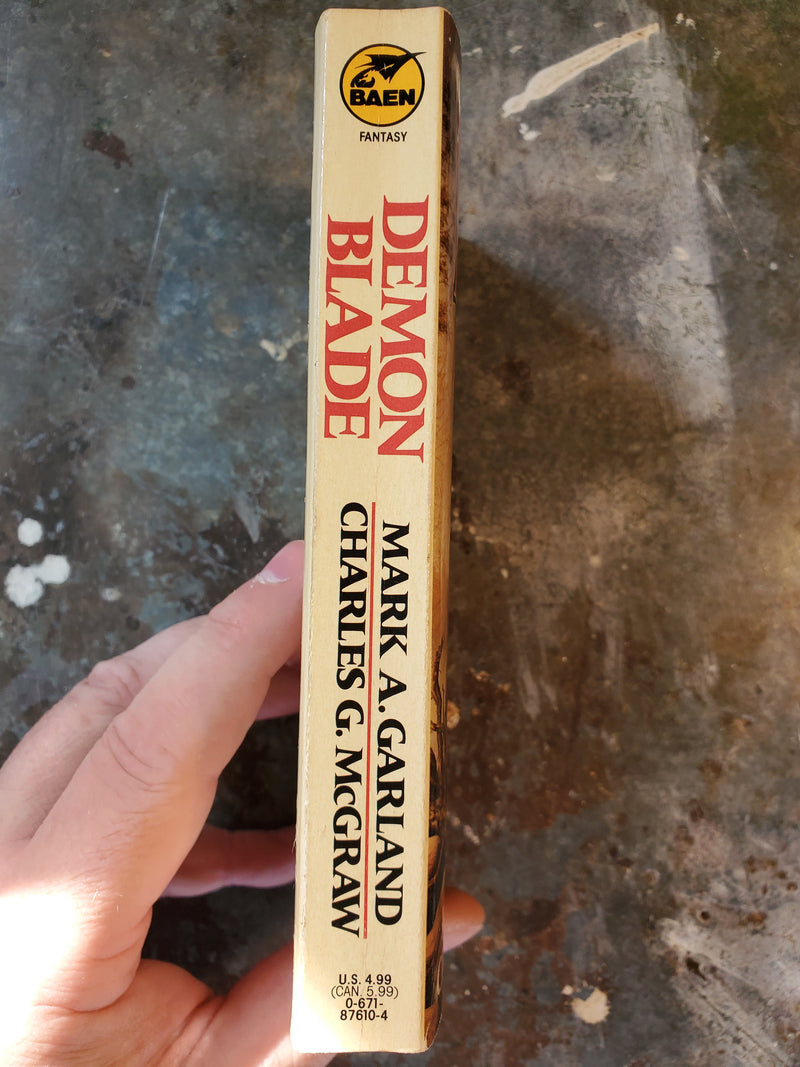 BAEN
FANTASY
DEMON
BLADE
MARK A. GARLAND
CHARLES G. McGRAW
U.S. 4.99
(CAN. 5.99)
0-671-
87610-4